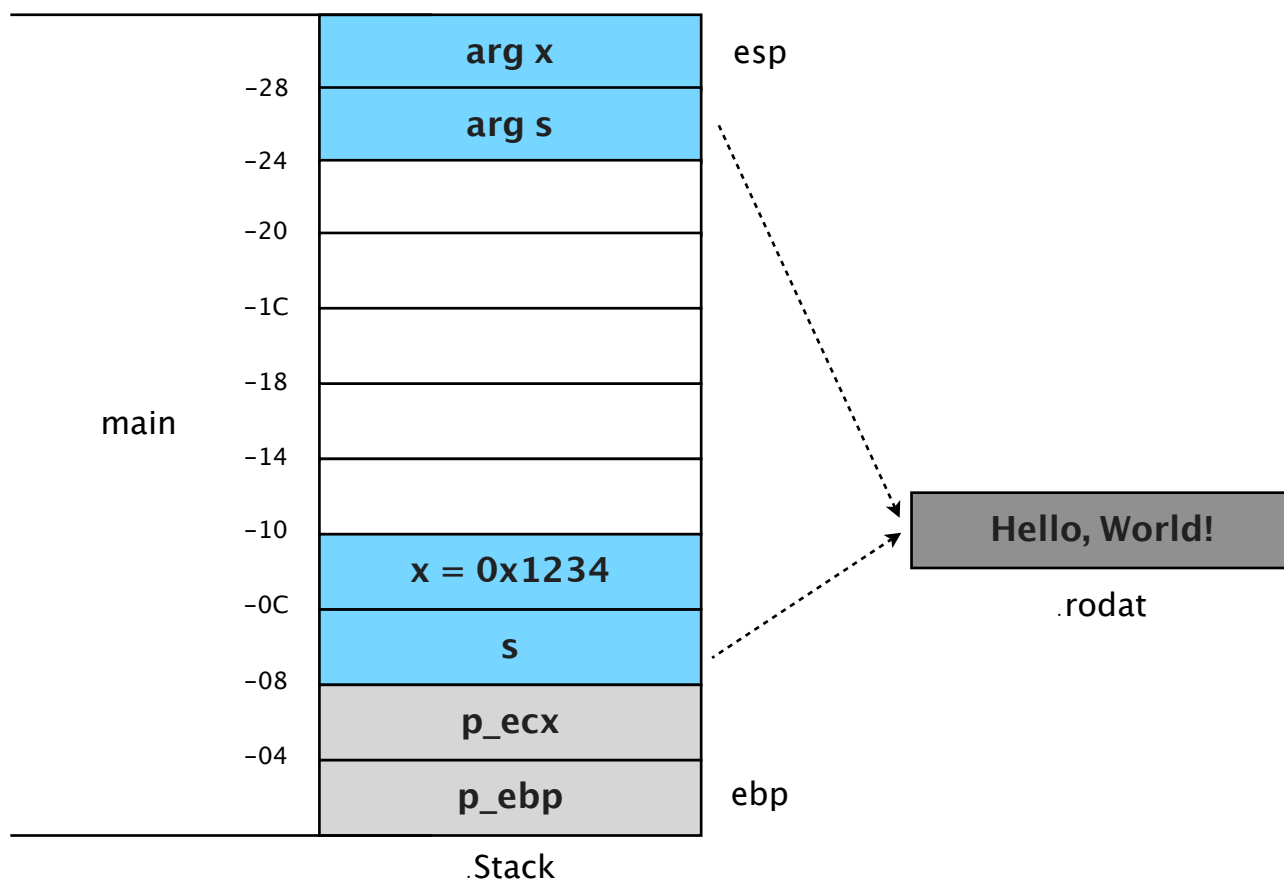 arg x
esp
-28
arg s
-24
-20
-1C
-18
main
-14
-10
Hello, World!
x = 0x1234
-0C
.rodat
s
-08
p_ecx
-04
p_ebp
ebp
.Stack